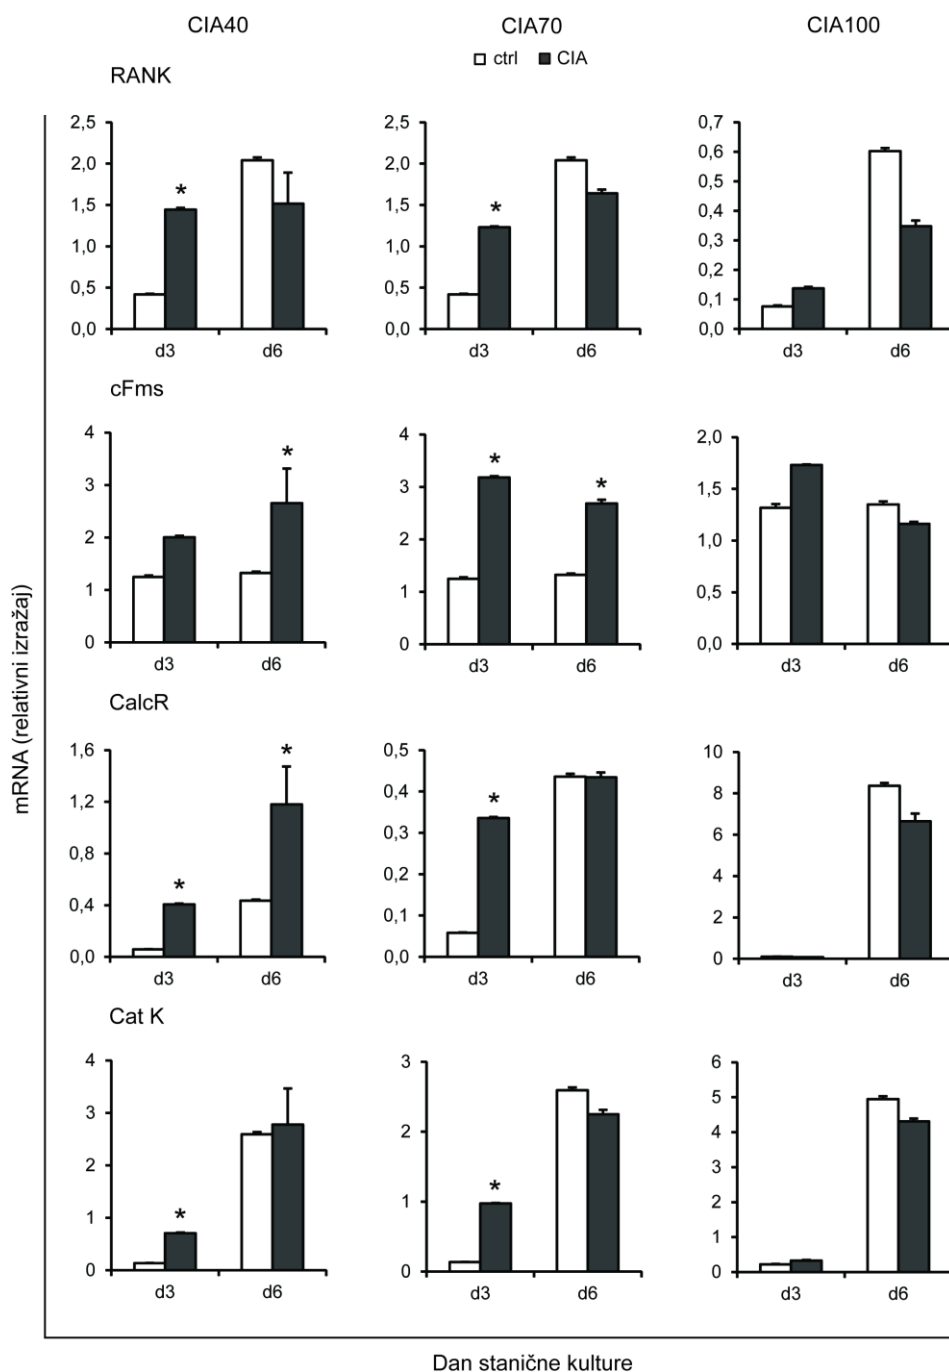 CIA40 CIA70 CIA100
ctrl CIA
RANK
2,5 2,5 0,7
2,0 2,0 0,6
1,5 1,5 0,5
1,0 1,0 0,4
0,5 0,5 0,3
0,0 0,0 0,2
0,1
0,0
* *
d3 d6 d3 d6 d3 d6
cFms
4 4 2,0
3 3 1,5
2 2 1,0
1 1 0,5
0 0 0,0
* * *
d3 d6 d3 d6 d3 d6
mRNA (relativni izražaj)
CalcR
1,6 0,5 10
1,2 0,4 8
0,8 0,3 6
0,4 0,2 4
0,0 0,1 2
0,0 0
* * *
d3 d6 d3 d6 d3 d6
Cat K
4 3 6
3 2 5
2 1 4
1 0 3
0 2
1
0
* *
d3 d6 d3 d6 d3 d6
Dan stanične kulture